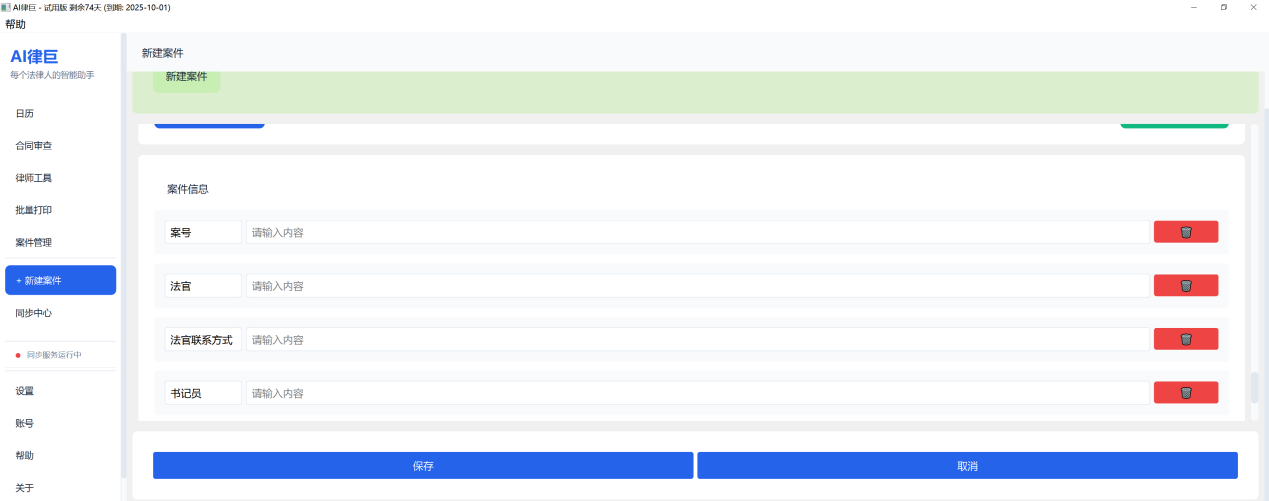 AI律巨 - 试用版 剩余74天 (到期: 2025-10-01)
帮助
AI律巨
每个法律人的智能助手
日历
合同审查
律师工具
批量打印
案件管理
+ 新建案件
同步中心
同步服务运行中
设置
账号
帮助
关于
新建案件
新建案件
案件信息
案号 请输入内容
法官 请输入内容
法官联系方式 请输入内容
书记员 请输入内容
保存 取消